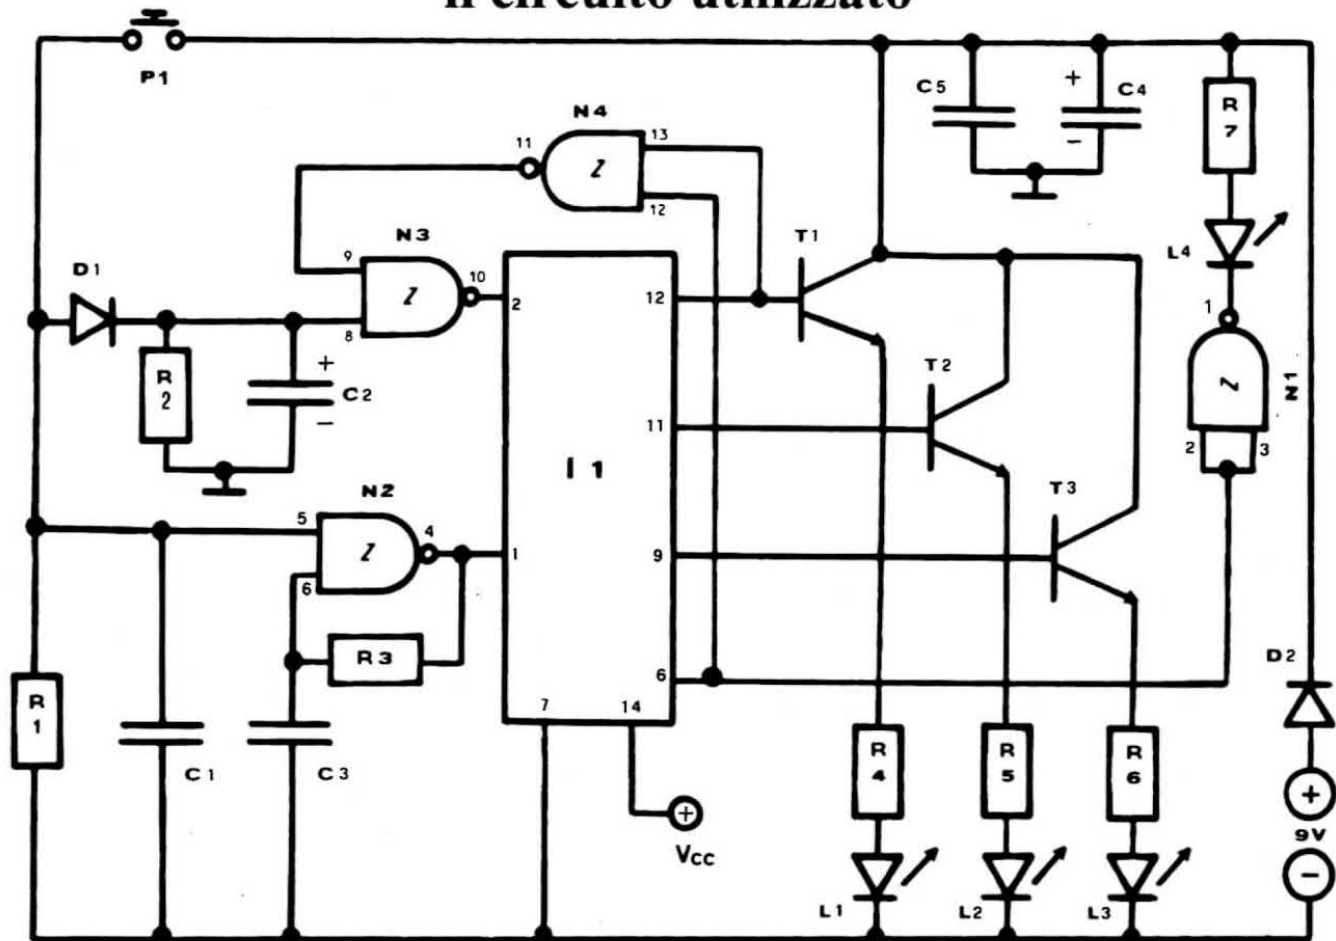 il circuito utilizzato
P1
C5
+
C4
-
R
7
N4
11
13
Z
12
T1
L4
N3
D1
9
10
Z
8
2
12
1
T2
R
2
+
C2
-
Z
N1
2
3
11
I1
N2
T3
5
4
Z
6
1
9
R3
6
D2
R
1
7
14
C1
C3
R
4
R
5
R
6
+
+
9V
Vcc
-
L1
L2
L3